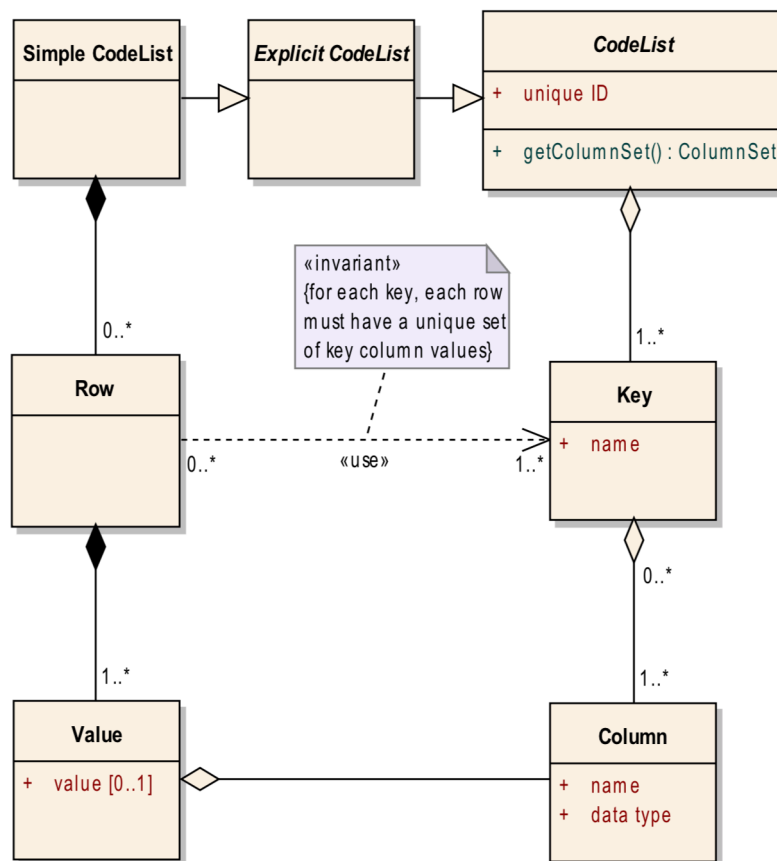 Simple CodeList
Explicit CodeList
CodeList
+ unique ID
+ getColumnSet() : ColumnSet
«invariant»
{for each key, each row
must have a unique set
of key column values}
0..*
1..*
Row
Key
+ name
0..*
«use»
1..*
0..*
1..*
1..*
Value
+ value [0..1]
Column
+ name
+ data type